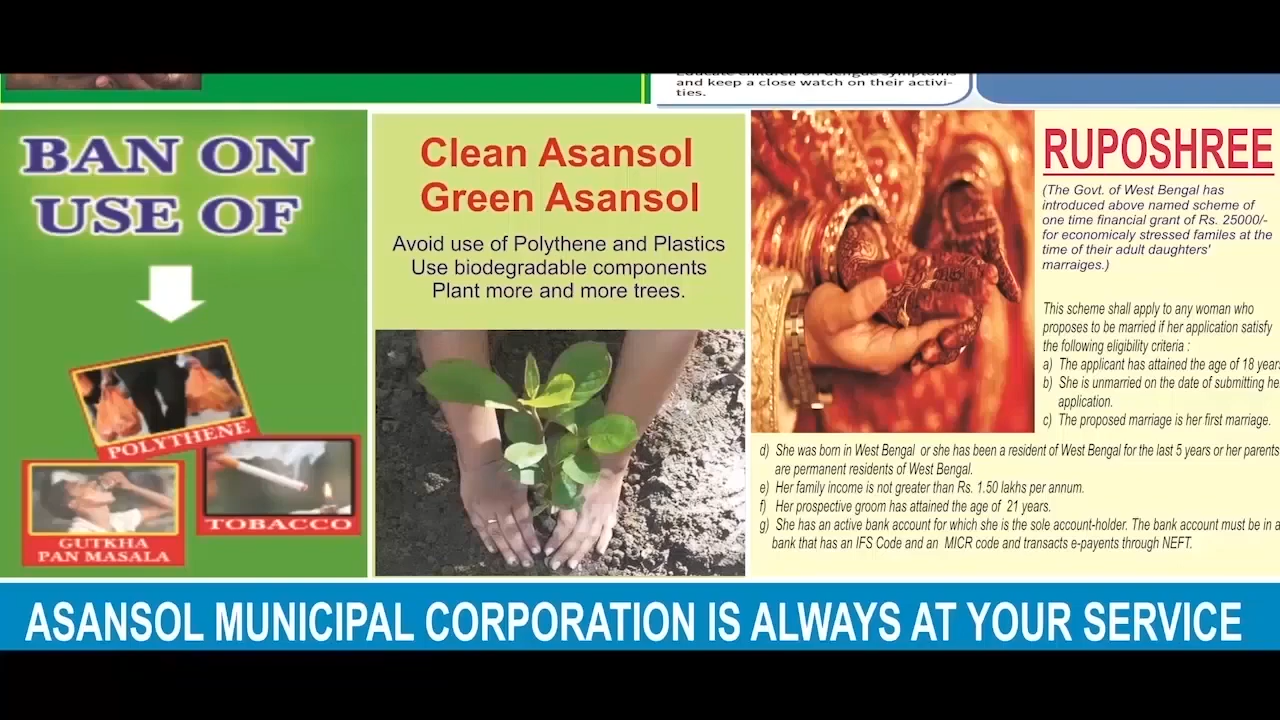 and keep a close watch on their activi-
ties.
BAN ON
USE OF
POLYTHENE
TOBACCO
GUTKHA
PAN MASALA
Clean Asansol
Green Asansol
Avoid use of Polythene and Plastics
Use biodegradable components
Plant more and more trees.
RUPOSHREE
(The Govt. of West Bengal has
introduced above named scheme of
one time financial grant of Rs. 25000/-
for economicaly stressed familes at the
time of their adult daughters'
marraiges.)
This scheme shall apply to any woman who
proposes to be married if her application satisfy
the following eligibility criteria :
a) The applicant has attained the age of 18 years
b) She is unmarried on the date of submitting he
application.
c) The proposed marriage is her first marriage.
d) She was born in West Bengal or she has been a resident of West Bengal for the last 5 years or her parents
are permanent residents of West Bengal.
e) Her family income is not greater than Rs. 1.50 lakhs per annum.
f) Her prospective groom has attained the age of 21 years.
g) She has an active bank account for which she is the sole account-holder. The bank account must be in a
bank that has an IFS Code and an MICR code and transacts e-payents through NEFT.
ASANSOL MUNICIPAL CORPORATION IS ALWAYS AT YOUR SERVICE